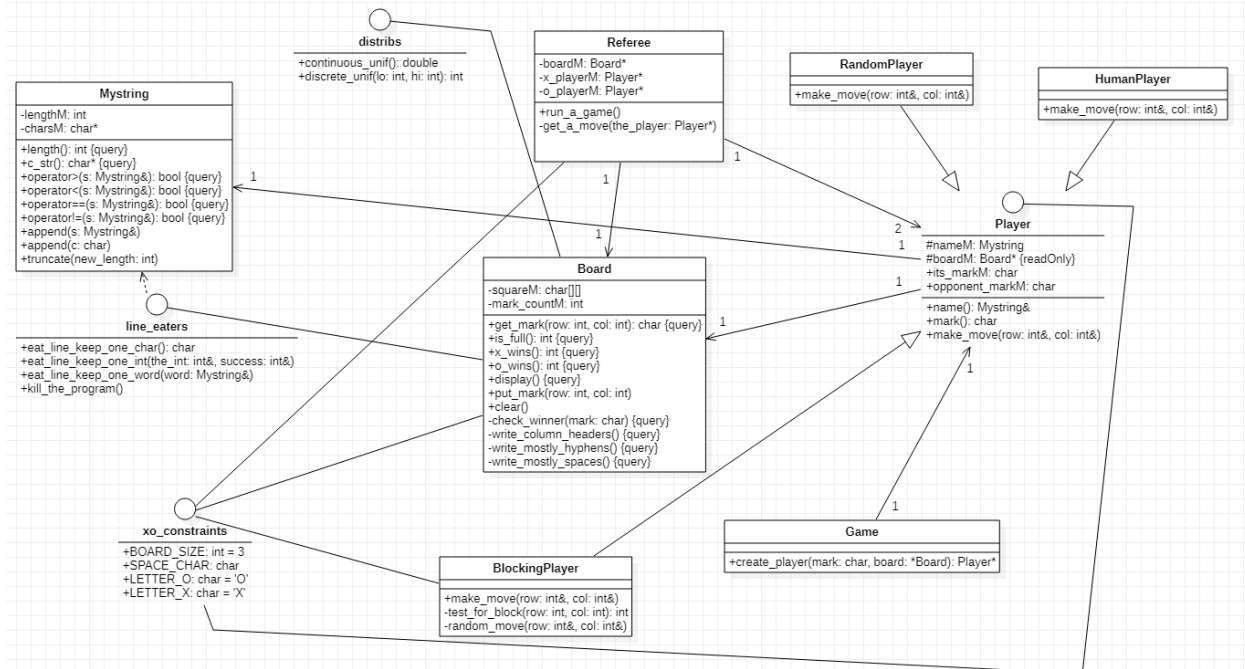 distribs
+continuous_unif(): double
+discrete_unif(lo: int, hi: int): int
Referee
-boardM: Board*
-x_playerM: Player*
-o_playerM: Player*
+run_a_game()
-get_a_move(the_player: Player*)
RandomPlayer
+make_move(row: int&, col: int&)
HumanPlayer
+make_move(row: int&, col: int&)
Mystring
-lengthM: int
-charsM: char*
+length(): int {query}
+c_str(): char* {query}
+operator>(s: Mystring&): bool {query}
+operator<(s: Mystring&): bool {query}
+operator==(s: Mystring&): bool {query}
+operator!=(s: Mystring&): bool {query}
+append(s: Mystring&)
+append(c: char)
+truncate(new_length: int)
1
1
1
1
2
1
1
1
Player
#nameM: Mystring
#boardM: Board* {readOnly}
+its_markM: char
+opponent_markM: char
+name(): Mystring&
+mark(): char
+make_move(row: int&, col: int&)
Board
-squareM: char[][]
-mark_countM: int
+get_mark(row: int, col: int): char {query}
+is_full(): int {query}
+x_wins(): int {query}
+o_wins(): int {query}
+display() {query}
+put_mark(row: int, col: int)
+clear()
-check_winner(mark: char) {query}
-write_column_headers() {query}
-write_mostly_hyphens() {query}
-write_mostly_spaces() {query}
line_eaters
+eat_line_keep_one_char(): char
+eat_line_keep_one_int(the_int: int&, success: int&)
+eat_line_keep_one_word(word: Mystring&)
+kill_the_program()
1
1
xo_constraints
+BOARD_SIZE: int = 3
+SPACE_CHAR: char
+LETTER_O: char = 'O'
+LETTER_X: char = 'X'
BlockingPlayer
+make_move(row: int&, col: int&)
-test_for_block(row: int, col: int): int
-random_move(row: int&, col: int&)
Game
+create_player(mark: char, board: *Board): Player*